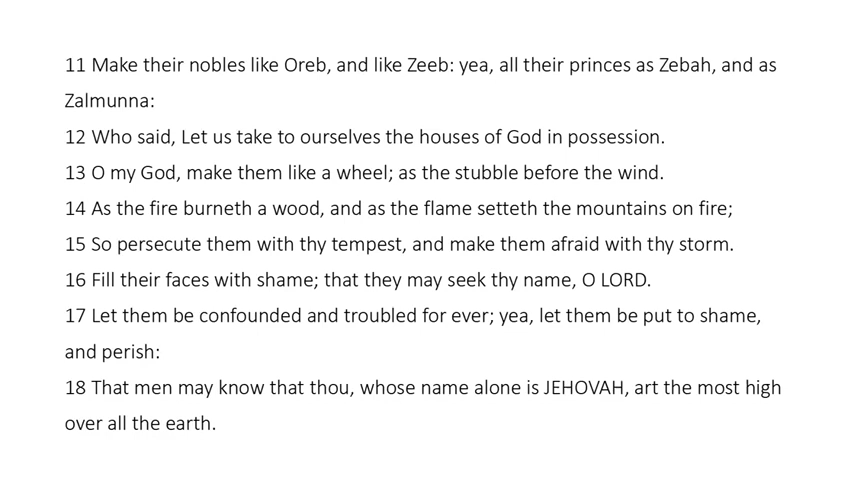 11 Make their nobles like Oreb, and like Zeeb: yea, all their princes as Zebah, and as
Zalmunna:
12 Who said, Let us take to ourselves the houses of God in possession.
13 O my God, make them like a wheel; as the stubble before the wind.
14 As the fire burneth a wood, and as the flame setteth the mountains on fire;
15 So persecute them with thy tempest, and make them afraid with thy storm.
16 Fill their faces with shame; that they may seek thy name, O LORD.
17 Let them be confounded and troubled for ever; yea, let them be put to shame,
and perish:
18 That men may know that thou, whose name alone is JEHOVAH, art the most high
over all the earth.